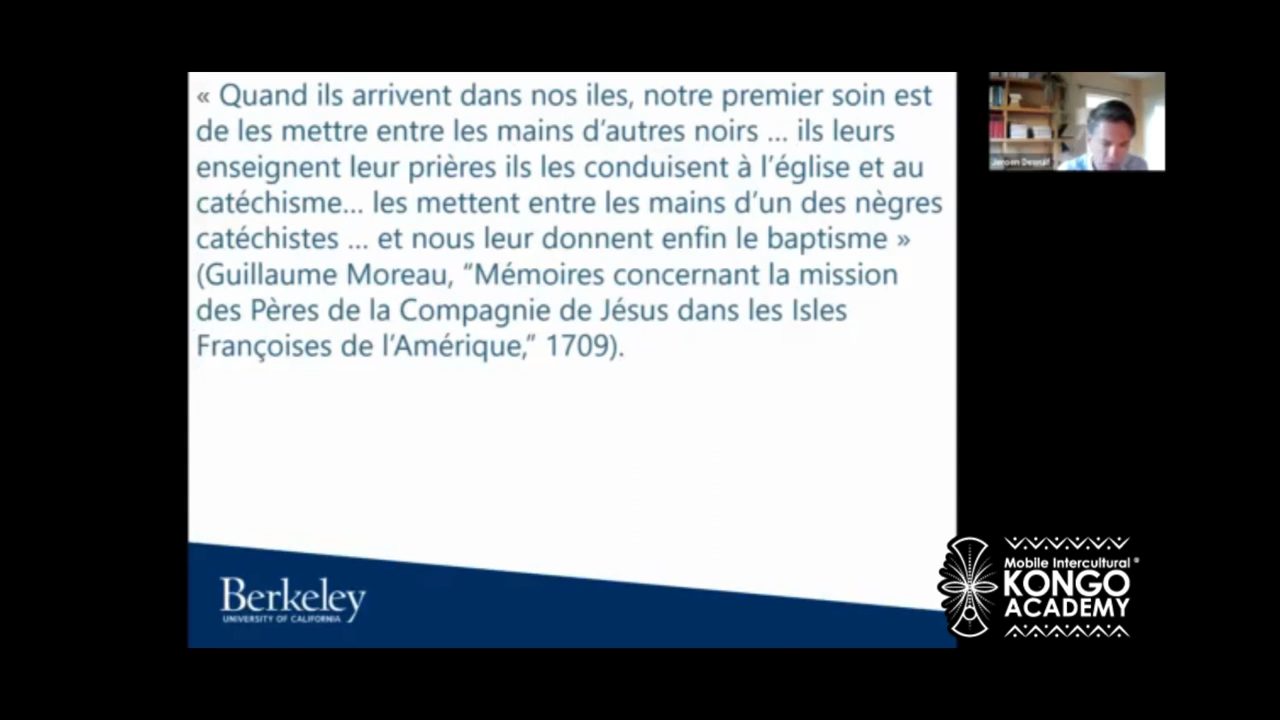 « Quand ils arrivent dans nos iles, notre premier soin est
de les mettre entre les mains d’autres noirs ... ils leurs
enseignent leur prières ils les conduisent à l’église et au
catéchisme... les mettent entre les mains d’un des nègres
catéchistes ... et nous leur donnent enfin le baptisme »
(Guillaume Moreau, “Mémoires concernant la mission
des Pères de la Compagnie de Jésus dans les Isles
Françoises de l’Amérique,” 1709).
Berkeley
UNIVERSITY OF CALIFORNIA
Mobile Intercultural ®
KONGO
ACADEMY